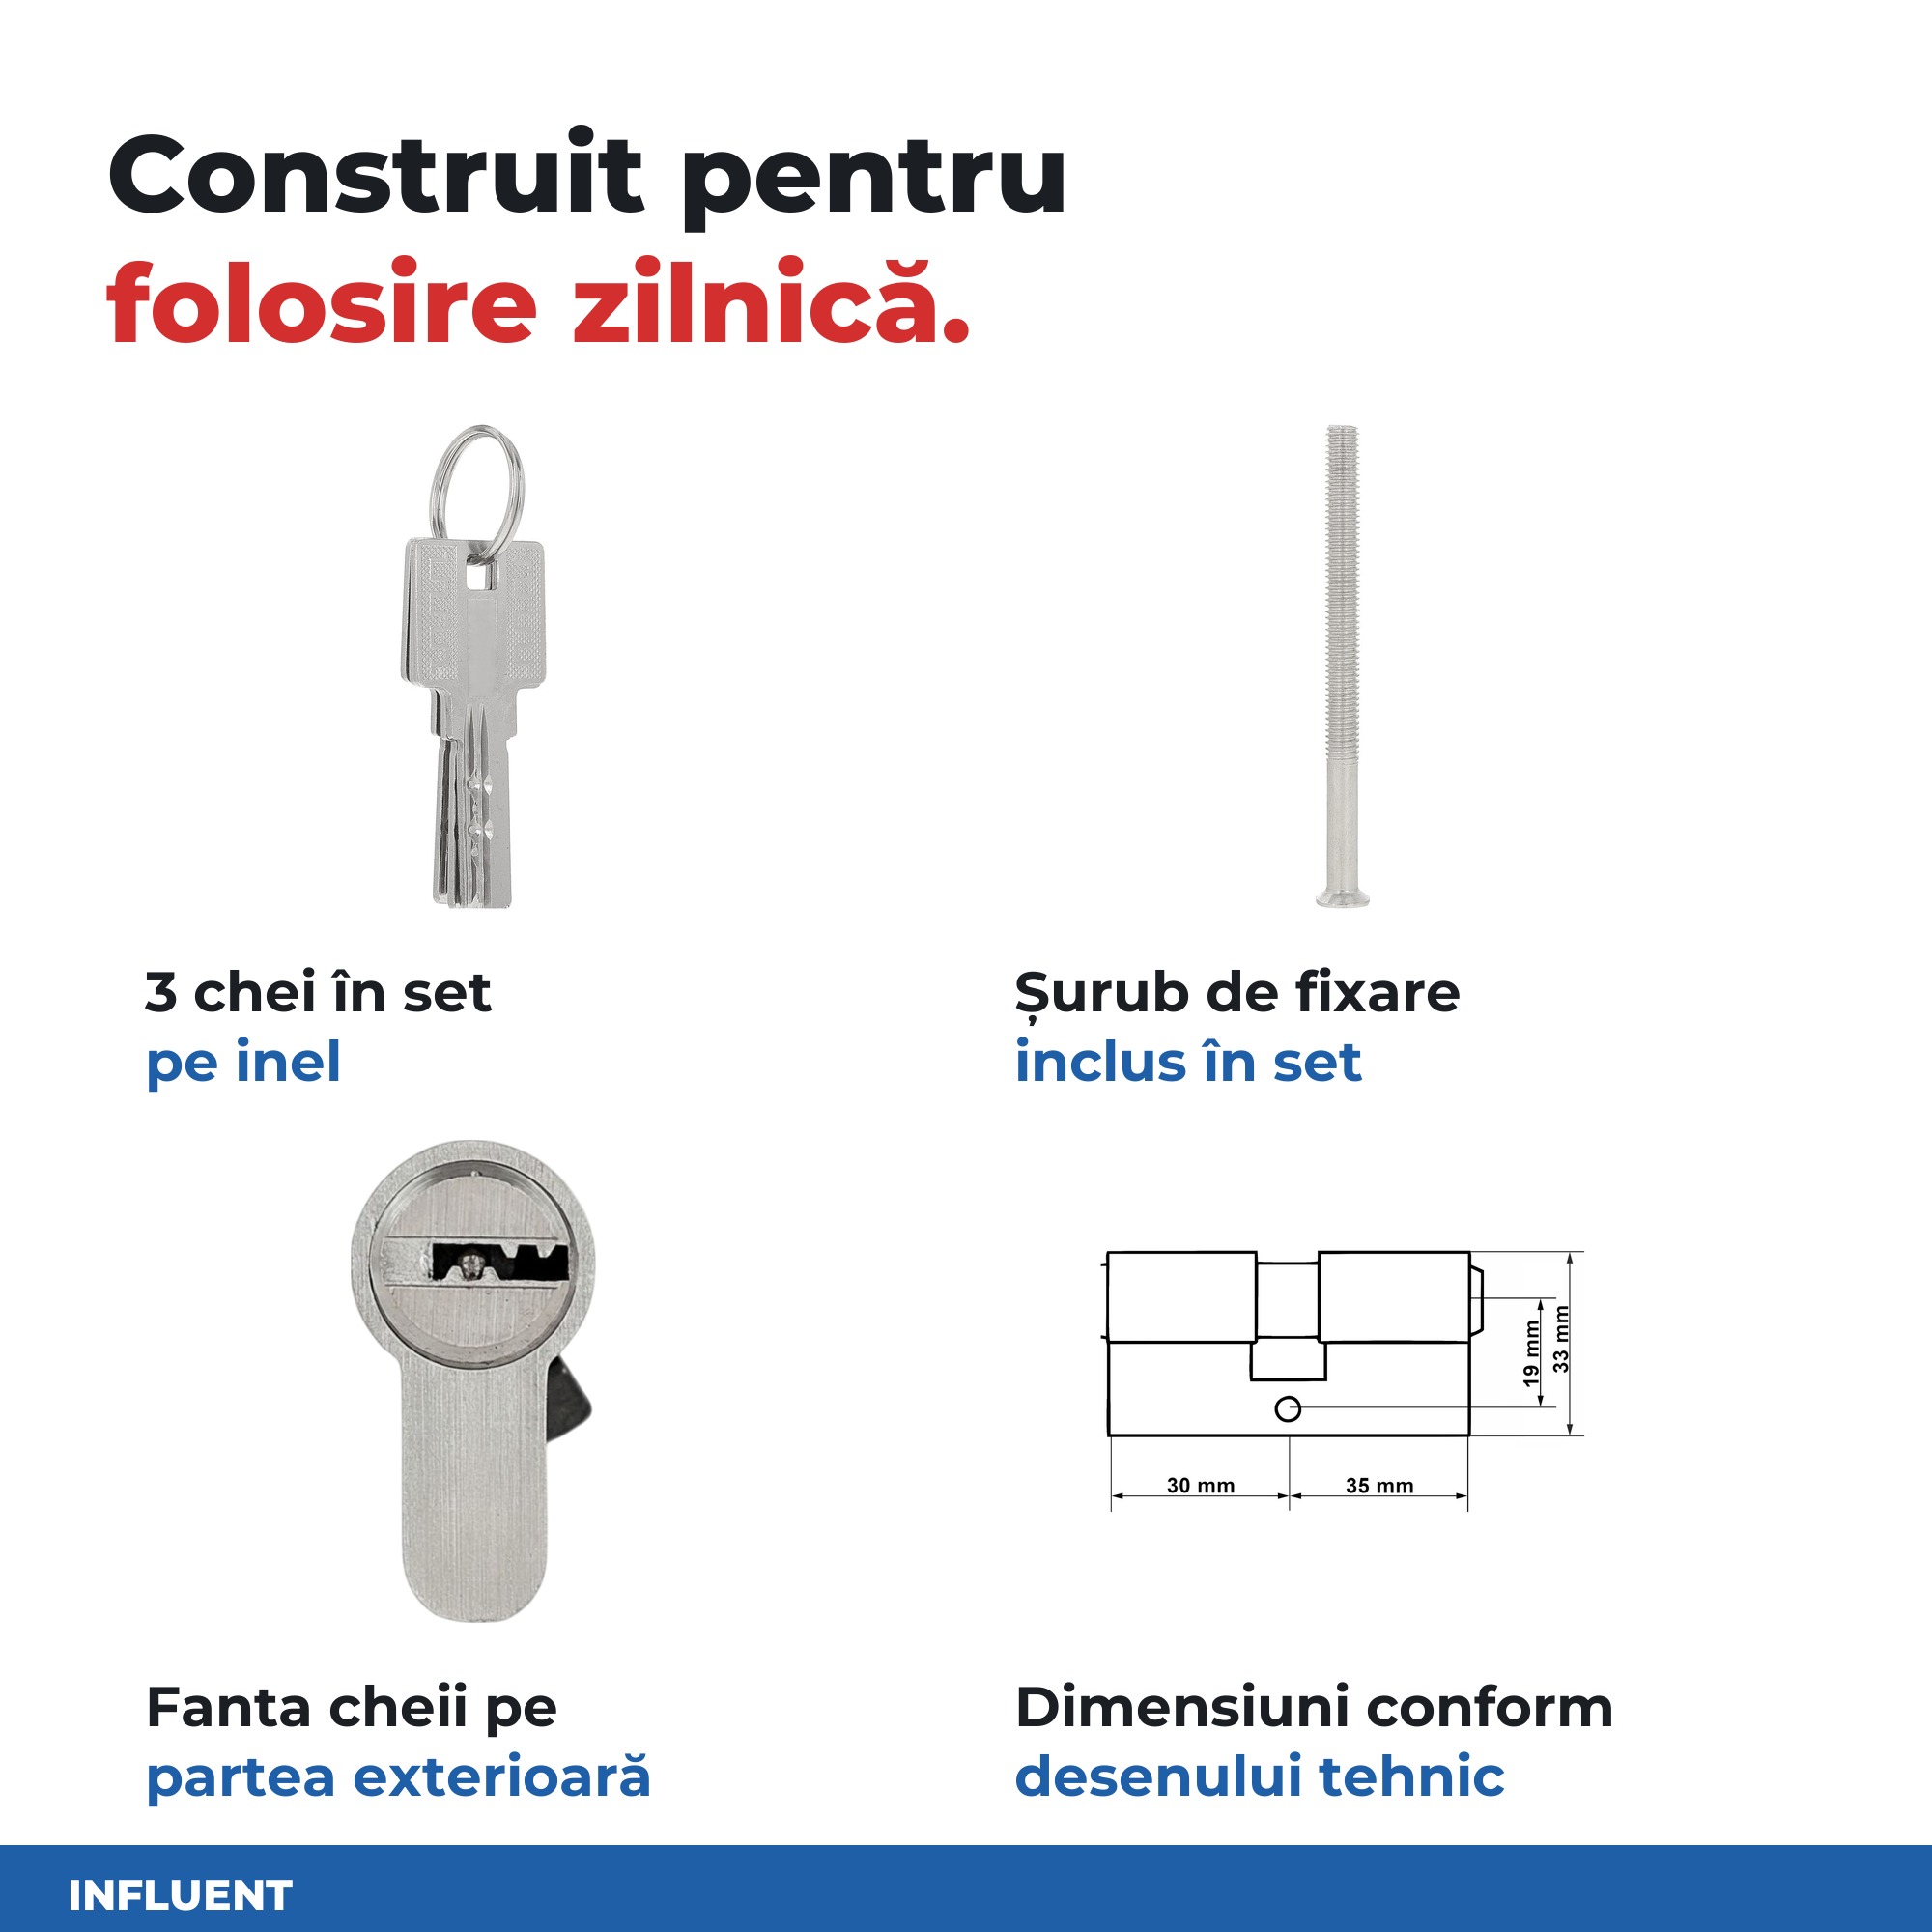 Construit pentru
folosire zilnică.
3 chei în set
pe inel
Șurub de fixare
inclus în set
Fanta cheii pe
partea exterioară
19 mm
33 mm
30 mm
35 mm
Dimensiuni conform
desenului tehnic
INFLUENT